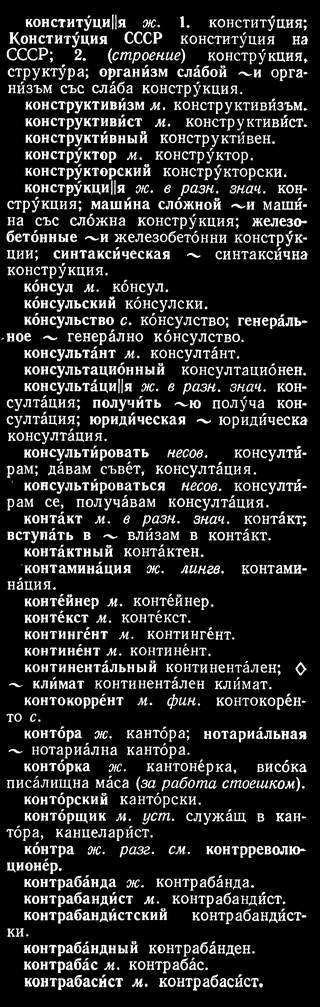 конститу́ци||я ж. 1. конститу́ция;
Конститу́ция СССР конститу́ция на
СССР; 2. (строение) констру́кция,
структу́ра; органи́зм сла́бой ~и орга-
ни́зъм със сла́ба констру́кция.
конструктиви́зм м. конструктиви́зъм.
конструктиви́ст м. конструктиви́ст.
конструкти́вный конструкти́вен.
констру́ктор м. констру́ктор.
констру́кторский констру́кторски.
констру́кци||я ж. в разн. знач. кон-
стру́кция; маши́на сло́жной ~и маши́-
на със сло́жна констру́кция; железо-
бето́нные ~и железобето́нни констру́к-
ции; синтакси́ческая ~ синтакси́чна
констру́кция.
ко́нсул м. ко́нсул.
ко́нсульский ко́нсулски.
ко́нсульство с. ко́нсулство; генера́ль-
ное ~ генера́лно ко́нсулство.
консульта́нт м. консулта́нт.
консультацио́нный консултацио́нен.
консульта́ци||я ж. в разн. знач. кон-
султа́ция; получи́ть ~ю полу́ча кон-
султа́ция; юриди́ческая ~ юриди́ческа
консулта́ция.
консульти́ровать несов. консулти́-
рам; да́вам съве́т, консулта́ция.
консульти́роваться несов. консулти́-
рам се, получа́вам консулта́ция.
конта́кт м. в разн. знач. конта́кт;
вступа́ть в ~ вли́зам в конта́кт.
конта́ктный конта́ктен.
контамина́ция ж. лингв. контами-
на́ция.
конте́йнер м. конте́йнер.
конте́кст м. конте́кст.
континге́нт м. континге́нт.
контине́нт м. контине́нт.
континента́льный континента́лен; ◊
~ кли́мат континента́лен кли́мат.
контокорре́нт м. фин. контокоре́н-
то с.
конто́ра ж. канто́ра; нотариа́льная
~ нотариа́лна канто́ра.
конто́рка ж. кантоне́рка, висо́ка
писа́лищна ма́са (за работа стоешком).
конто́рский канто́рски.
конто́рщик м. уст. слу́жащ в кан-
то́ра, канцелари́ст.
ко́нтра ж. разг. см. контрреволю-
ционе́р.
контраба́нда ж. контраба́нда.
контрабанди́ст м. контрабанди́ст.
контрабанди́стский контрабанди́ст-
ки.
контраба́ндный контраба́нден.
контраба́с м. контраба́с.
контрабаси́ст м. контрабаси́ст.